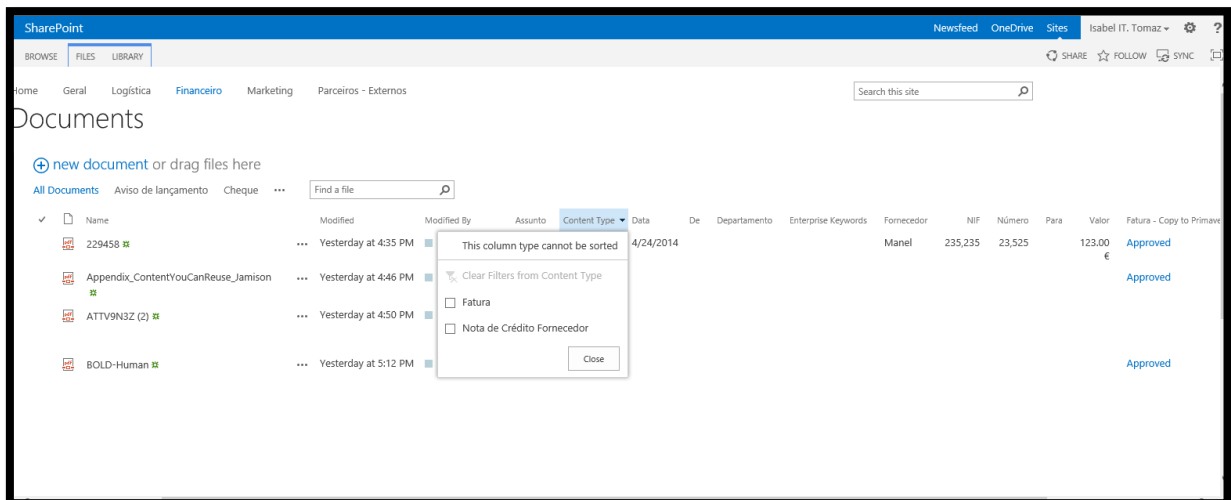 SharePoint Newsfeed OneDrive Sites Isabel IT. Tomaz ?
BROWSE FILES LIBRARY SHARE FOLLOW SYNC
Home Geral Logística Financeiro Marketing Parceiros - Externos Search this site
Documents
new document or drag files here
All Documents Aviso de lançamento Cheque ••• Find a file
Name Modified Modified By Assunto Content Type Data De Departamento Enterprise Keywords Fornecedor NIF Número Para Valor Fatura - Copy to Primave
229458 ••• Yesterday at 4:35 PM This column type cannot be sorted 4/24/2014 Manel 235,235 23,525 123.00 Approved
€
Clear Filters from Content Type
Appendix_ContentYouCanReuse_Jamison ••• Yesterday at 4:46 PM Approved
Fatura
ATTV9N3Z (2) ••• Yesterday at 4:50 PM
Nota de Crédito Fornecedor
Close
BOLD-Human ••• Yesterday at 5:12 PM Approved